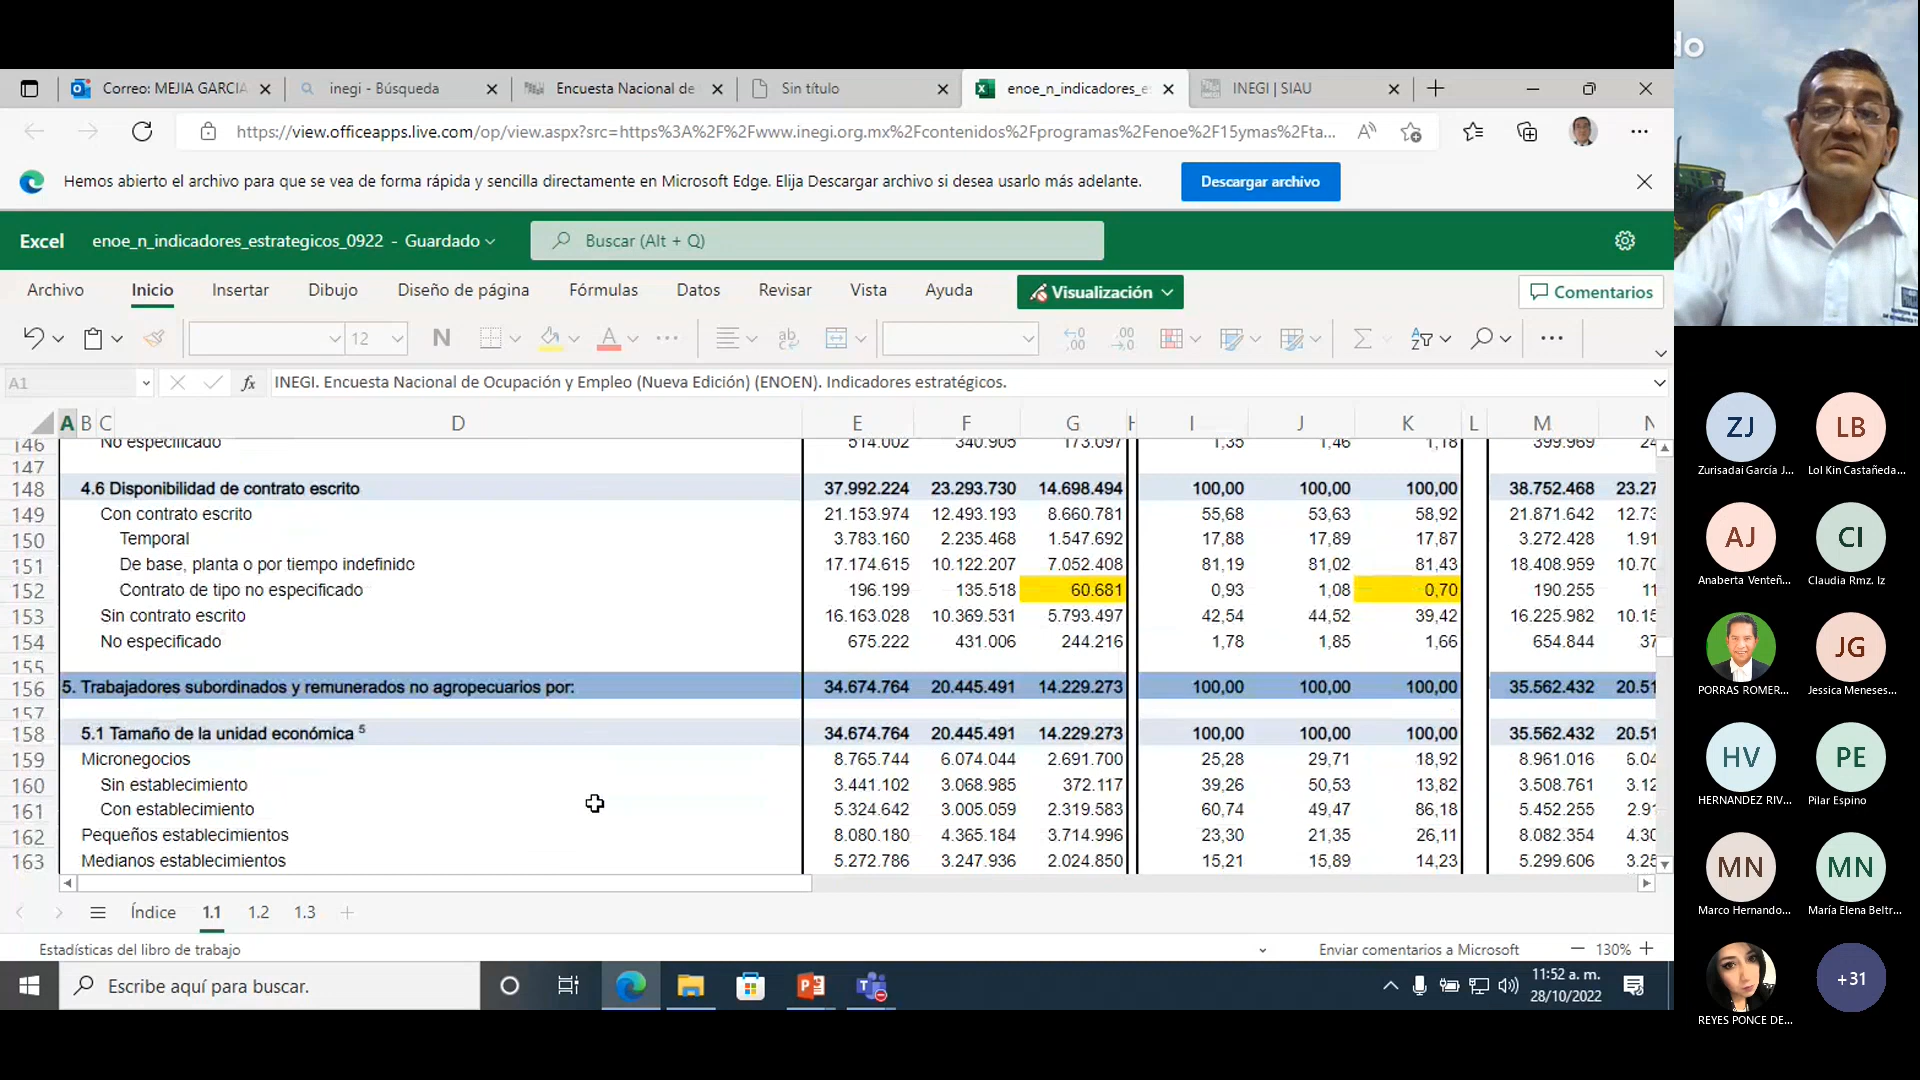 do
Correo: MEJIA GARCIA
inegi - Búsqueda
Encuesta Nacional de
Sin título
enoe_n_indicadores_e
INEGI | SIAU
https://view.officeapps.live.com/op/view.aspx?src=https%3A%2F%2Fwww.inegi.org.mx%2Fcontenidos%2Fprogramas%2Fenoe%2F15ymas%2Fta...
Hemos abierto el archivo para que se vea de forma rápida y sencilla directamente en Microsoft Edge. Elija Descargar archivo si desea usarlo más adelante.
Descargar archivo
Excel
enoe_n_indicadores_estrategicos_0922 - Guardado
Buscar (Alt + Q)
Archivo Inicio Insertar Dibujo Diseño de página Fórmulas Datos Revisar Vista Ayuda Visualización Comentarios
12 N
A1 fx INEGI. Encuesta Nacional de Ocupación y Empleo (Nueva Edición) (ENOEN). Indicadores estratégicos.
A B C D E F G H I J K L M N
146 No especificado 514.002 340.905 173.097 1,35 1,46 1,18 399.969 24
147
148 4.6 Disponibilidad de contrato escrito 37.992.224 23.293.730 14.698.494 100,00 100,00 100,00 38.752.468 23.27
149 Con contrato escrito 21.153.974 12.493.193 8.660.781 55,68 53,63 58,92 21.871.642 12.73
150 Temporal 3.783.160 2.235.468 1.547.692 17,88 17,89 17,87 3.272.428 1.91
151 De base, planta o por tiempo indefinido 17.174.615 10.122.207 7.052.408 81,19 81,02 81,43 18.408.959 10.70
152 Contrato de tipo no especificado 196.199 135.518 60.681 0,93 1,08 0,70 190.255 11
153 Sin contrato escrito 16.163.028 10.369.531 5.793.497 42,54 44,52 39,42 16.225.982 10.15
154 No especificado 675.222 431.006 244.216 1,78 1,85 1,66 654.844 37
155
156 5. Trabajadores subordinados y remunerados no agropecuarios por: 34.674.764 20.445.491 14.229.273 100,00 100,00 100,00 35.562.432 20.51
157
158 5.1 Tamaño de la unidad económica 5 34.674.764 20.445.491 14.229.273 100,00 100,00 100,00 35.562.432 20.51
159 Micronegocios 8.765.744 6.074.044 2.691.700 25,28 29,71 18,92 8.961.016 6.04
160 Sin establecimiento 3.441.102 3.068.985 372.117 39,26 50,53 13,82 3.508.761 3.12
161 Con establecimiento 5.324.642 3.005.059 2.319.583 60,74 49,47 86,18 5.452.255 2.91
162 Pequeños establecimientos 8.080.180 4.365.184 3.714.996 23,30 21,35 26,11 8.082.354 4.30
163 Medianos establecimientos 5.272.786 3.247.936 2.024.850 15,21 15,89 14,23 5.299.606 3.25
Índice 1.1 1.2 1.3
Estadísticas del libro de trabajo
Enviar comentarios a Microsoft
130%
Escribe aquí para buscar.
11:52 a. m.
28/10/2022
ZJ LB
Zurisadai García J... Lol Kin Castañeda...
AJ CI
Anaberta Venteñ... Claudia Rmz. Iz
JG
PORRAS ROMER... Jessica Meneses...
HV PE
HERNANDEZ RIV... Pilar Espino
MN MN
Marco Hernando... María Elena Beltr...
+31
REYES PONCE DE...